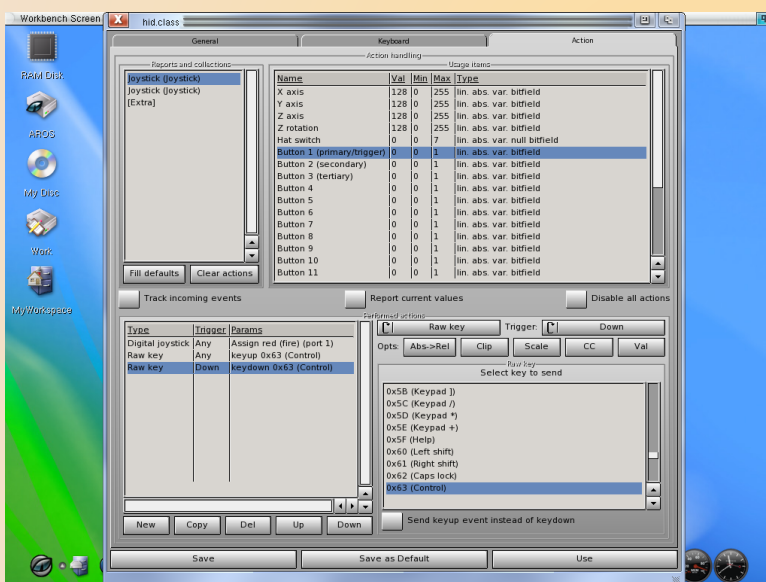 Workbench Screen
hid.class
General
Keyboard
Action
Action handling
Reports and collections
Joystick (Joystick)
Joystick (Joystick)
[Extra]
Fill defaults
Clear actions
Usage items
Name Val Min Max Type
X axis 128 0 255 lin. abs. var. bitfield
Y axis 128 0 255 lin. abs. var. bitfield
Z axis 128 0 255 lin. abs. var. bitfield
Z rotation 128 0 255 lin. abs. var. bitfield
Hat switch 0 0 7 lin. abs. var. null bitfield
Button 1 (primary/trigger) 0 0 1 lin. abs. var. bitfield
Button 2 (secondary) 0 0 1 lin. abs. var. bitfield
Button 3 (tertiary) 0 0 1 lin. abs. var. bitfield
Button 4 0 0 1 lin. abs. var. bitfield
Button 5 0 0 1 lin. abs. var. bitfield
Button 6 0 0 1 lin. abs. var. bitfield
Button 7 0 0 1 lin. abs. var. bitfield
Button 8 0 0 1 lin. abs. var. bitfield
Button 9 0 0 1 lin. abs. var. bitfield
Button 10 0 0 1 lin. abs. var. bitfield
Button 11 0 0 1 lin. abs. var. bitfield
RAM Disk
AROS
My Disc
Work
MyWorkspace
Track incoming events
Report current values
Disable all actions
Performed actions
Type Trigger Params
Digital joystick Any Assign red (fire) (port 1)
Raw key Any keyup 0x63 (Control)
Raw key Down keydown 0x63 (Control)
New
Copy
Del
Up
Down
Raw key
Trigger: Down
Opts: Abs->Rel Clip Scale CC Val
Raw key
Select key to send
0x5B (Keypad ])
0x5C (Keypad /)
0x5D (Keypad *)
0x5E (Keypad +)
0x5F (Help)
0x60 (Left shift)
0x61 (Right shift)
0x62 (Caps lock)
0x63 (Control)
Send keyup event instead of keydown
Save
Save as Default
Use